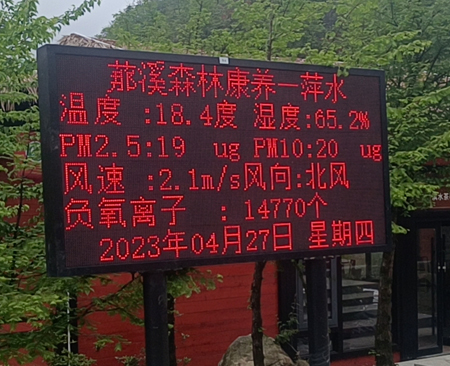 蓢溪森林康养一萍水
温度 :18.4度 湿度:65.2%
PM2.5:19 ug PM10:20 ug
风速 :2.1m/s风向:北风
负氧离子 : 14770个
2023年04月27日 星期四